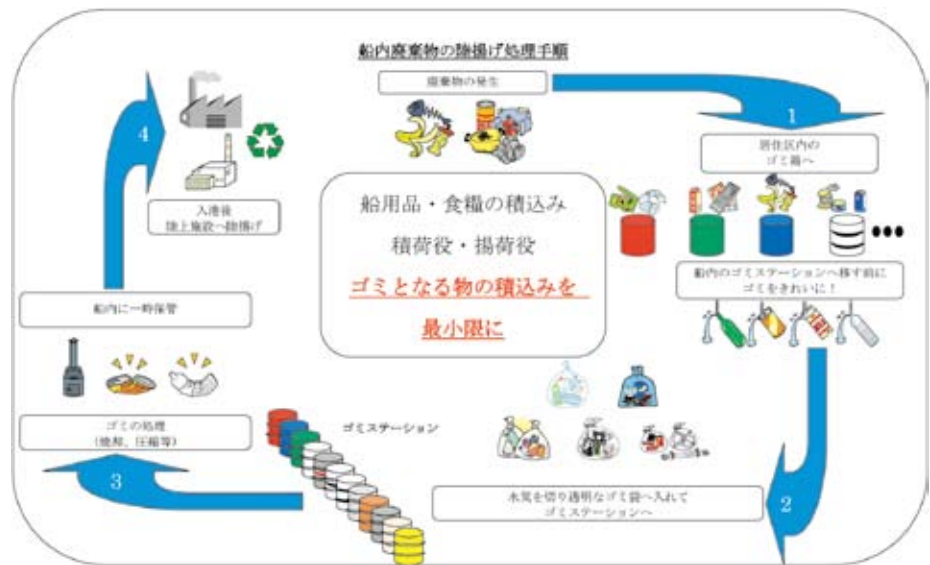 船内廃棄物の陸揚げ処理手順
廃棄物の発生
1
居住区内の
ゴミ箱へ
船内のゴミステーションへ移す前に
ゴミをきれいに！
2
水気を切り透明なゴミ袋へ入れて
ゴミステーションへ
ゴミステーション
3
ゴミの処理
（焼却、圧縮等）
船内に一時保管
4
入港後
陸上施設へ陸揚げ
船用品・食糧の積込み
積荷役・揚荷役
ゴミとなる物の積込みを
最小限に